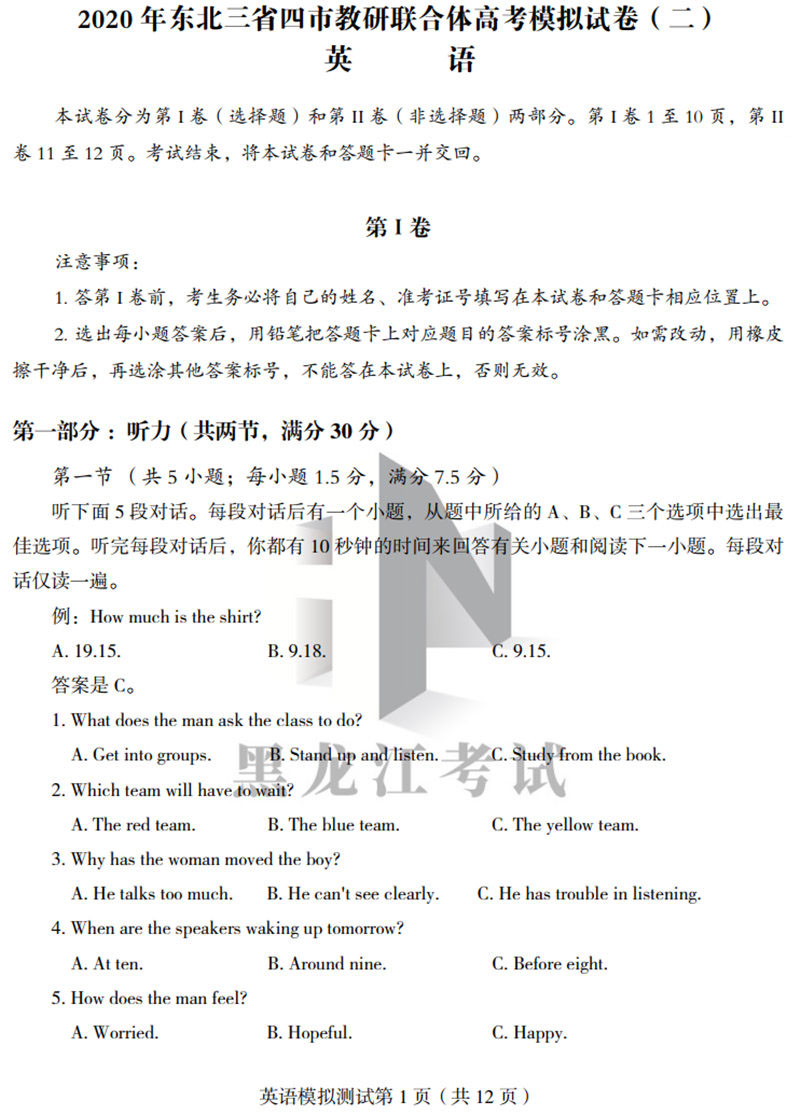 2020 年东北三省四市教研联合体高考模拟试卷（二）
英 语
本试卷分为第 I 卷（选择题）和第 II 卷（非选择题）两部分。第 I 卷 1 至 10 页，第 II
卷 11 至 12 页。考试结束，将本试卷和答题卡一并交回。
第 I 卷
注意事项：
1. 答第 I 卷前，考生务必将自己的姓名、准考证号填写在本试卷和答题卡相应位置上。
2. 选出每小题答案后，用铅笔把答题卡上对应题目的答案标号涂黑。如需改动，用橡皮
擦干净后，再选涂其他答案标号，不能答在本试卷上，否则无效。
第一部分：听力（共两节，满分 30 分）
第一节 （共 5 小题；每小题 1.5 分，满分 7.5 分）
听下面 5 段对话。每段对话后有一个小题，从题中所给的 A、B、C 三个选项中选出最
佳选项。听完每段对话后，你都有 10 秒钟的时间来回答有关小题和阅读下一小题。每段对
话仅读一遍。
例：How much is the shirt?
A. 19.15. B. 9.18. C. 9.15.
答案是 C。
1. What does the man ask the class to do?
A. Get into groups. B. Stand up and listen. C. Study from the book.
黑龙江考试
2. Which team will have to wait?
A. The red team. B. The blue team. C. The yellow team.
3. Why has the woman moved the boy?
A. He talks too much. B. He can't see clearly. C. He has trouble in listening.
4. When are the speakers waking up tomorrow?
A. At ten. B. Around nine. C. Before eight.
5. How does the man feel?
A. Worried. B. Hopeful. C. Happy.
英语模拟测试第 1 页（共 12 页）